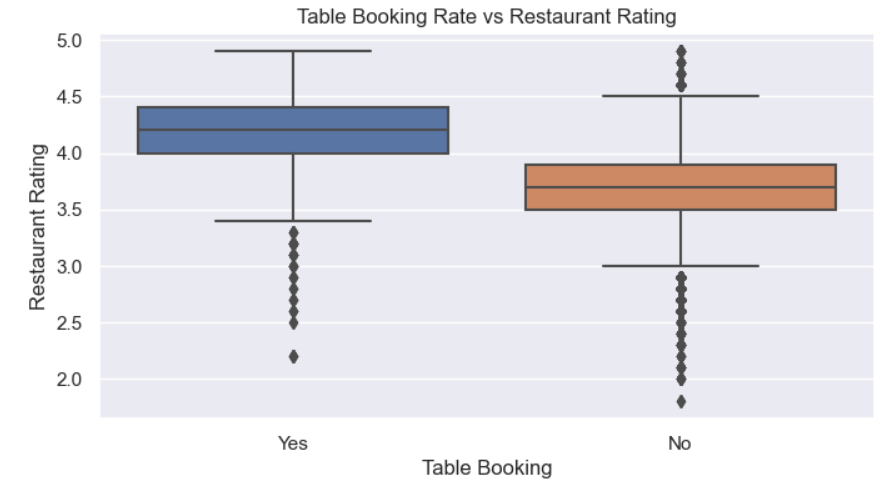 Table Booking Rate vs Restaurant Rating
Restaurant Rating
5.0
4.5
4.0
3.5
3.0
2.5
2.0
Yes
No
Table Booking